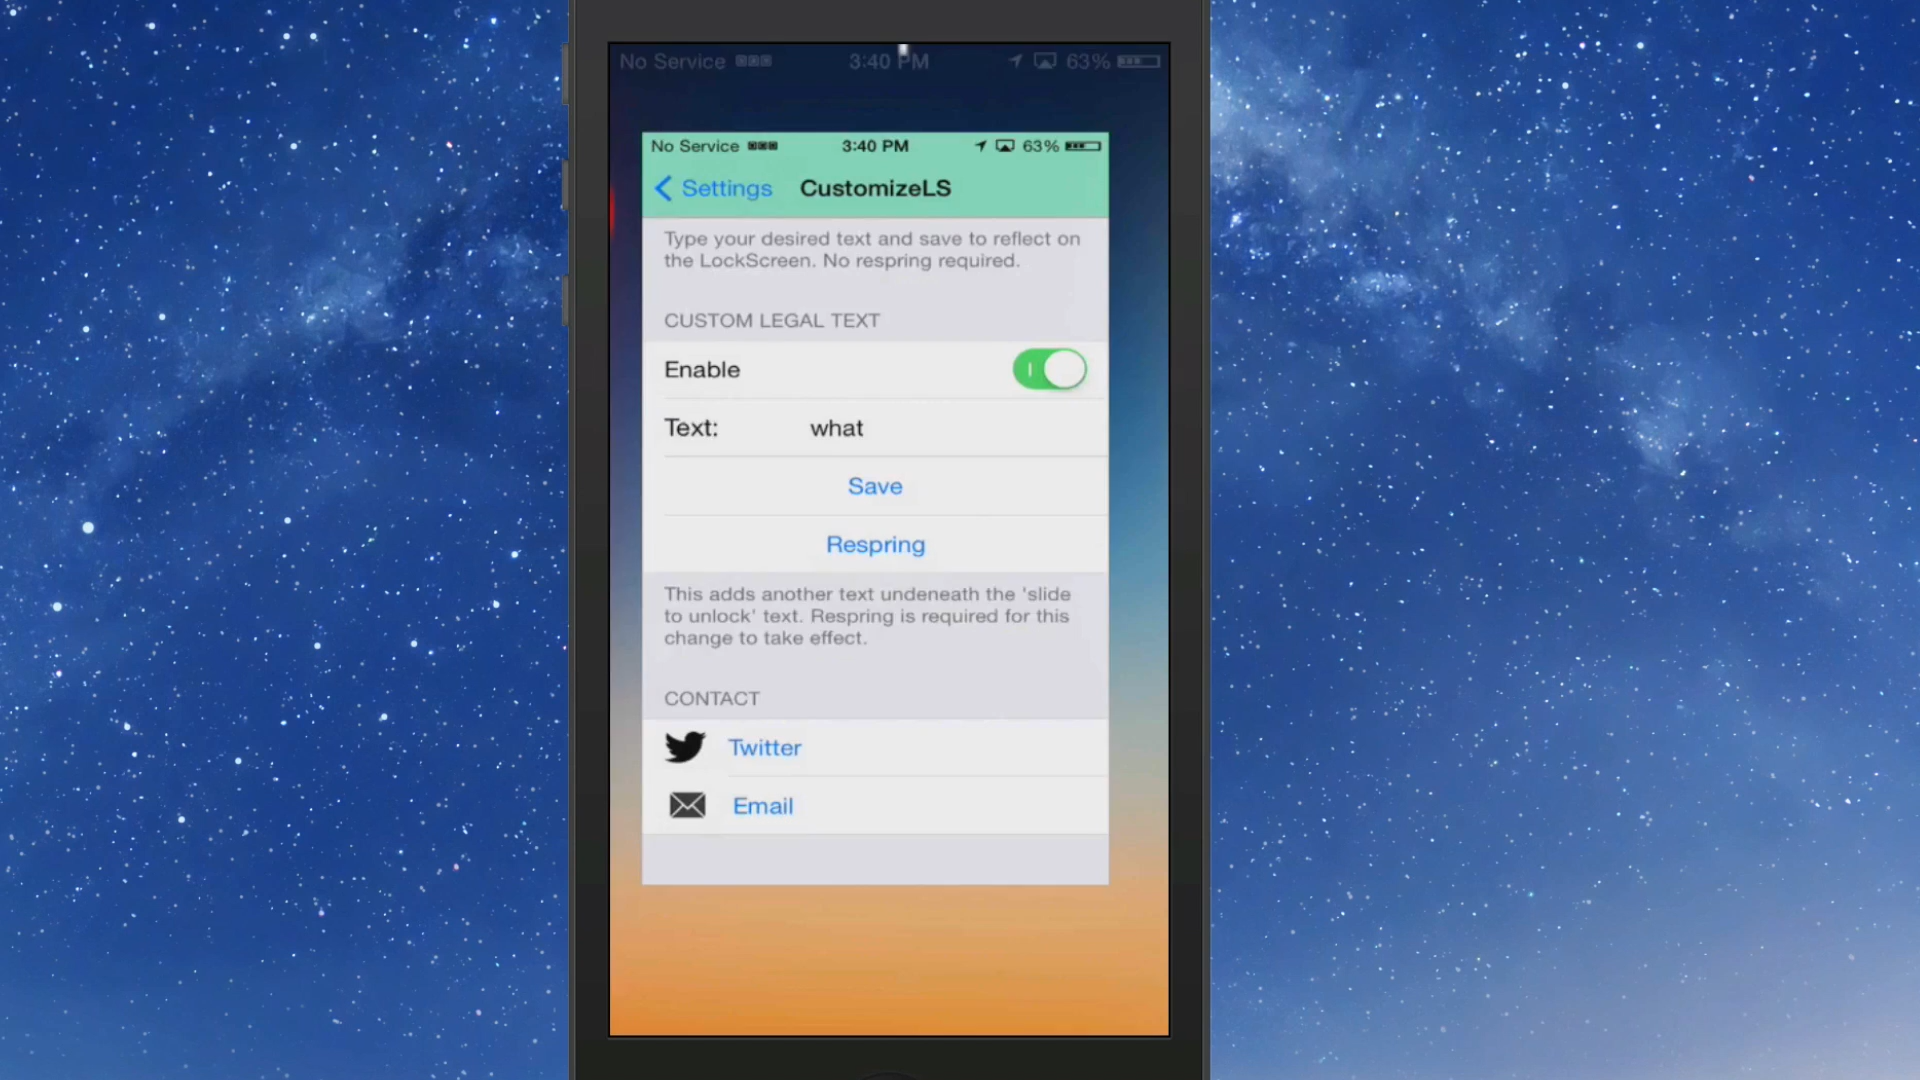 No Service 3:40 PM 63%
No Service 3:40 PM 63%
Settings CustomizeLS
Type your desired text and save to reflect on
the LockScreen. No respring required.
CUSTOM LEGAL TEXT
Enable
Text: what
Save
Respring
This adds another text undeneath the 'slide
to unlock' text. Respring is required for this
change to take effect.
CONTACT
Twitter
Email